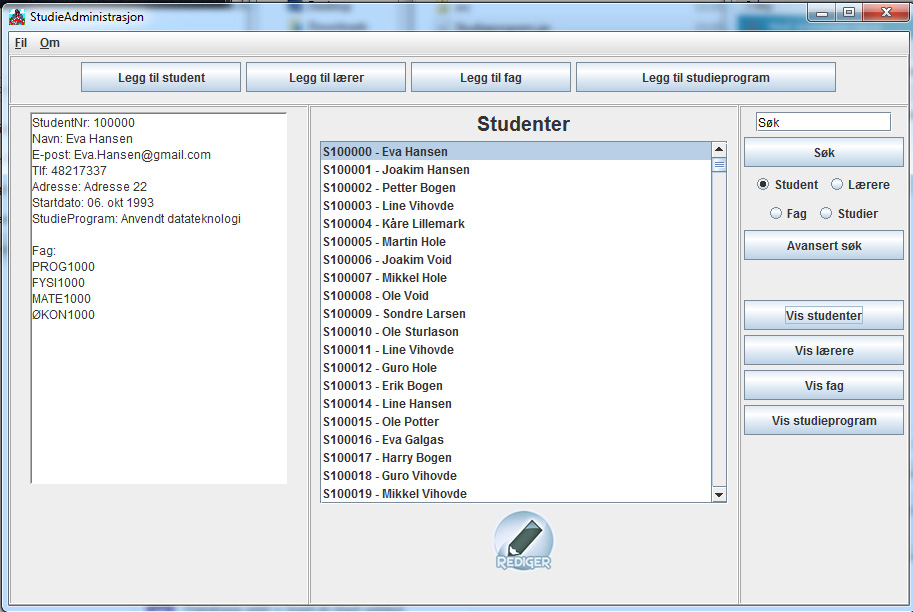 StudieAdministrasjon
Fil Om
Legg til student Legg til lærer Legg til fag Legg til studieprogram
StudentNr: 100000
Navn: Eva Hansen
E-post: Eva.Hansen@gmail.com
Tlf: 48217337
Adresse: Adresse 22
Startdato: 06. okt 1993
StudieProgram: Anvendt datateknologi
Fag:
PROG1000
FYSI1000
MATE1000
ØKON1000
Studenter
S100000 - Eva Hansen
S100001 - Joakim Hansen
S100002 - Petter Bogen
S100003 - Line Vihovde
S100004 - Kåre Lillemark
S100005 - Martin Hole
S100006 - Joakim Void
S100007 - Mikkel Hole
S100008 - Ole Void
S100009 - Sondre Larsen
S100010 - Ole Sturlason
S100011 - Line Vihovde
S100012 - Guro Hole
S100013 - Erik Bogen
S100014 - Line Hansen
S100015 - Ole Potter
S100016 - Eva Galgas
S100017 - Harry Bogen
S100018 - Guro Vihovde
S100019 - Mikkel Vihovde
REDIGER
Søk
Søk
Student Lærere
Fag Studier
Avansert søk
Vis studenter
Vis lærere
Vis fag
Vis studieprogram